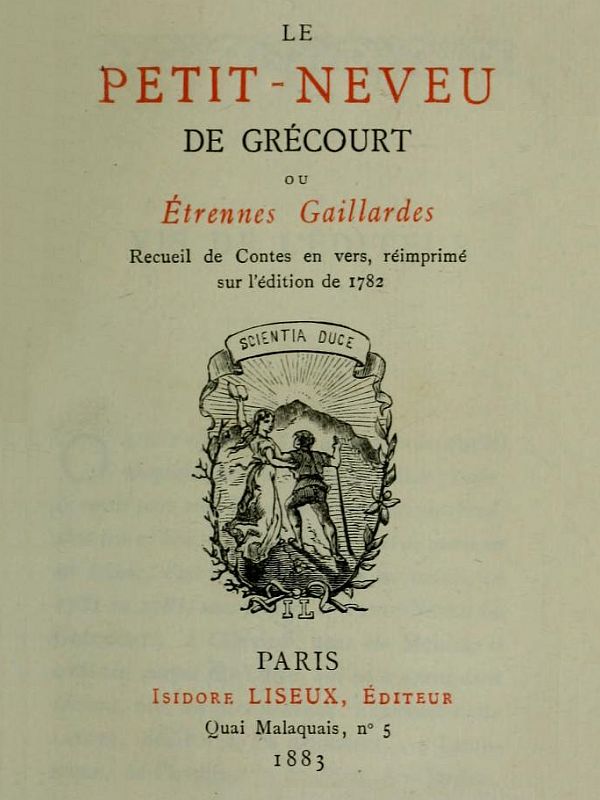 LE
PETIT-NEVEU
DE GRÉCOURT
OU
Étrennes Gaillardes
Recueil de Contes en vers, réimprimé
sur l'édition de 1782
SCIENTIA DUCE
IL
PARIS
Isidore LISEUX, Éditeur
Quai Malaquais, n° 5
1883